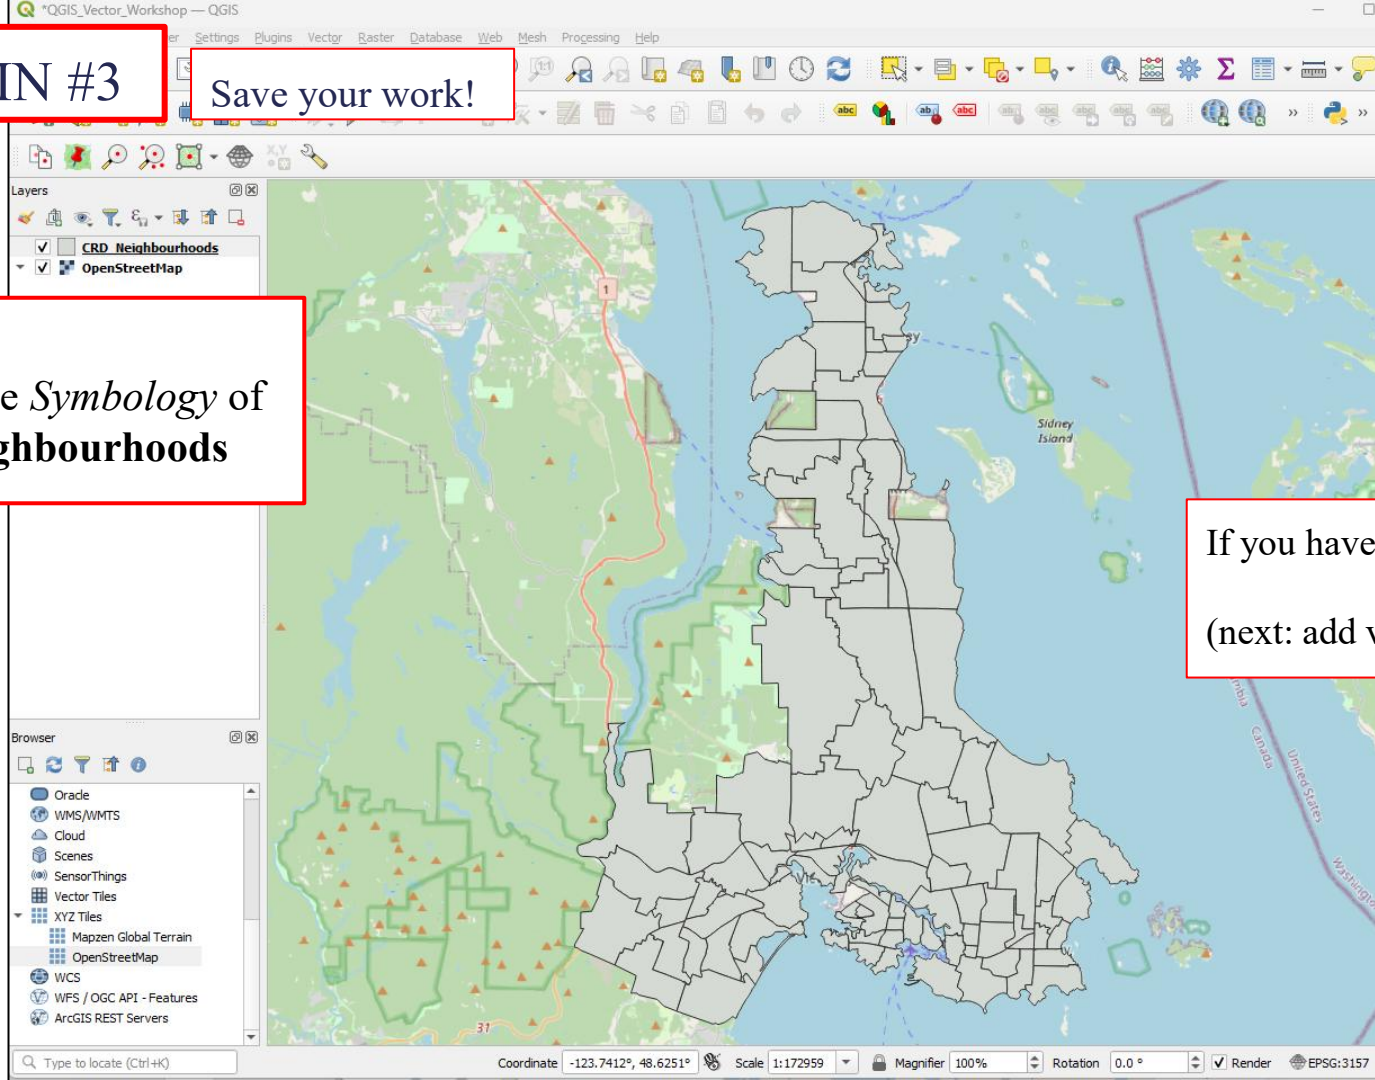 *QGIS_Vector_Workshop — QGIS
er Settings Plugins Vector Raster Database Web Mesh Processing Help
IN #3
Save your work!
Layers
CRD_Neighbourhoods
OpenStreetMap
e Symbology of
ghbourhoods
1
Sidney
Island
If you have
(next: add v
mbia
Canada
United States
Washington
31
Browser
Oracle
WMS/WMTS
Cloud
Scenes
SensorThings
Vector Tiles
XYZ Tiles
Mapzen Global Terrain
OpenStreetMap
WCS
WFS / OGC API - Features
ArcGIS REST Servers
Type to locate (Ctrl+K)
Coordinate -123.7412°, 48.6251° Scale 1:172959 Magnifier 100% Rotation 0.0 ° Render EPSG:3157